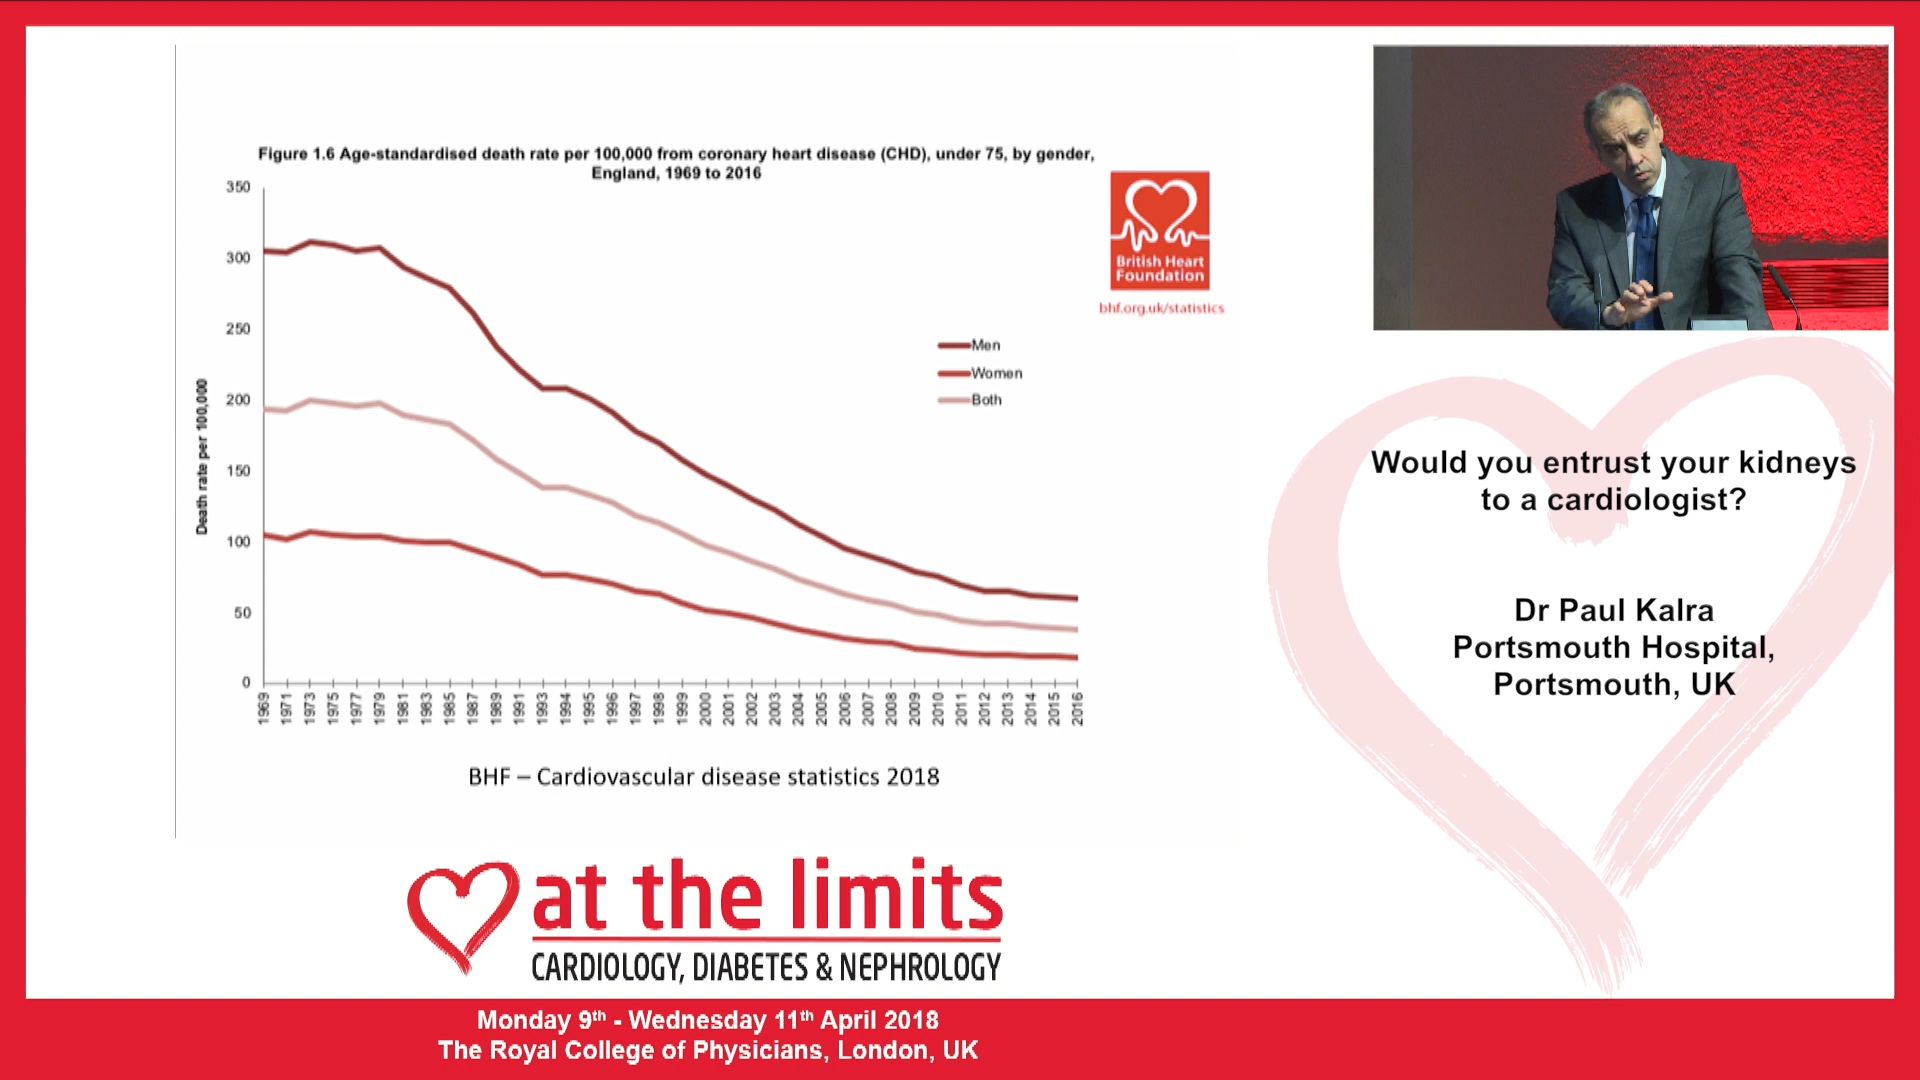 Figure 1.6 Age-standardised death rate per 100,000 from coronary heart disease (CHD), under 75, by gender,
England, 1969 to 2016
350
300
250
200
150
100
50
0
Death rate per 100,000
Men
Women
Both
1969
1971
1973
1975
1977
1979
1981
1983
1985
1987
1989
1991
1993
1994
1995
1996
1997
1998
1999
2000
2001
2002
2003
2004
2005
2006
2007
2008
2009
2010
2011
2012
2013
2014
2015
2016
British Heart
Foundation
bhf.org.uk/statistics
BHF – Cardiovascular disease statistics 2018
Would you entrust your kidneys
to a cardiologist?
Dr Paul Kalra
Portsmouth Hospital,
Portsmouth, UK
at the limits
CARDIOLOGY, DIABETES & NEPHROLOGY
Monday 9th - Wednesday 11th April 2018
The Royal College of Physicians, London, UK